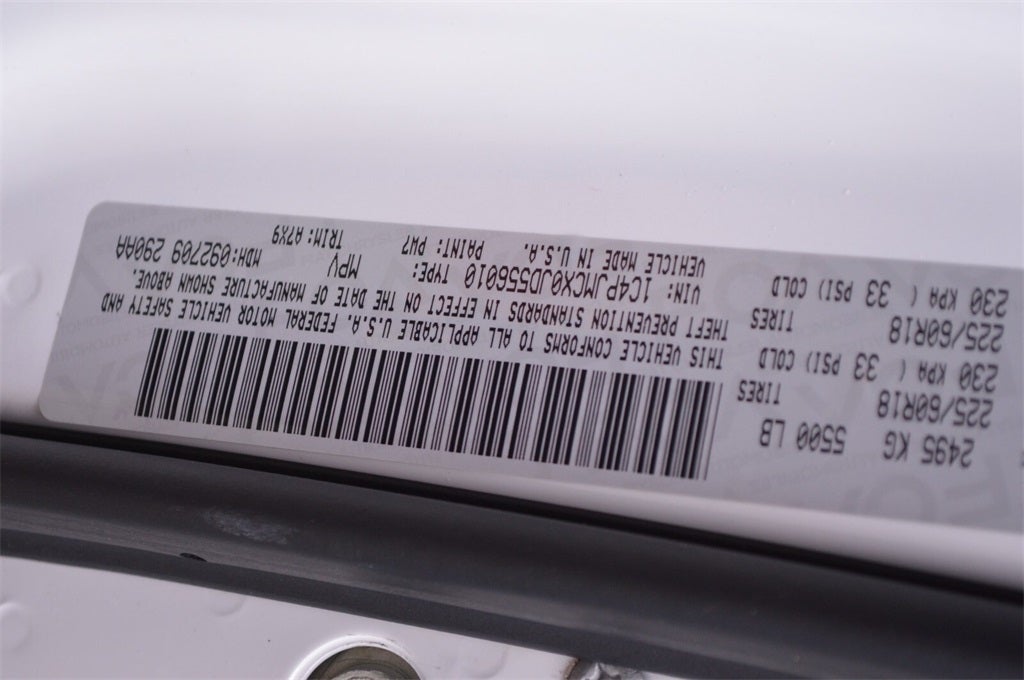 2495 KG 5500 LB
225/60R18 TIRES
230 KPA ( 33 PSI) COLD
225/60R18 TIRES
230 KPA ( 33 PSI) COLD
THIS VEHICLE CONFORMS TO ALL APPLICABLE U.S.A. FEDERAL MOTOR VEHICLE SAFETY AND
THEFT PREVENTION STANDARDS IN EFFECT ON THE DATE OF MANUFACTURE SHOWN ABOVE.
VIN: 1C4PJMCX0JD556010 TYPE: MPV MDH:092709 290AA
VEHICLE MADE IN U.S.A. PAINT: PW7 TRIM: A7X9